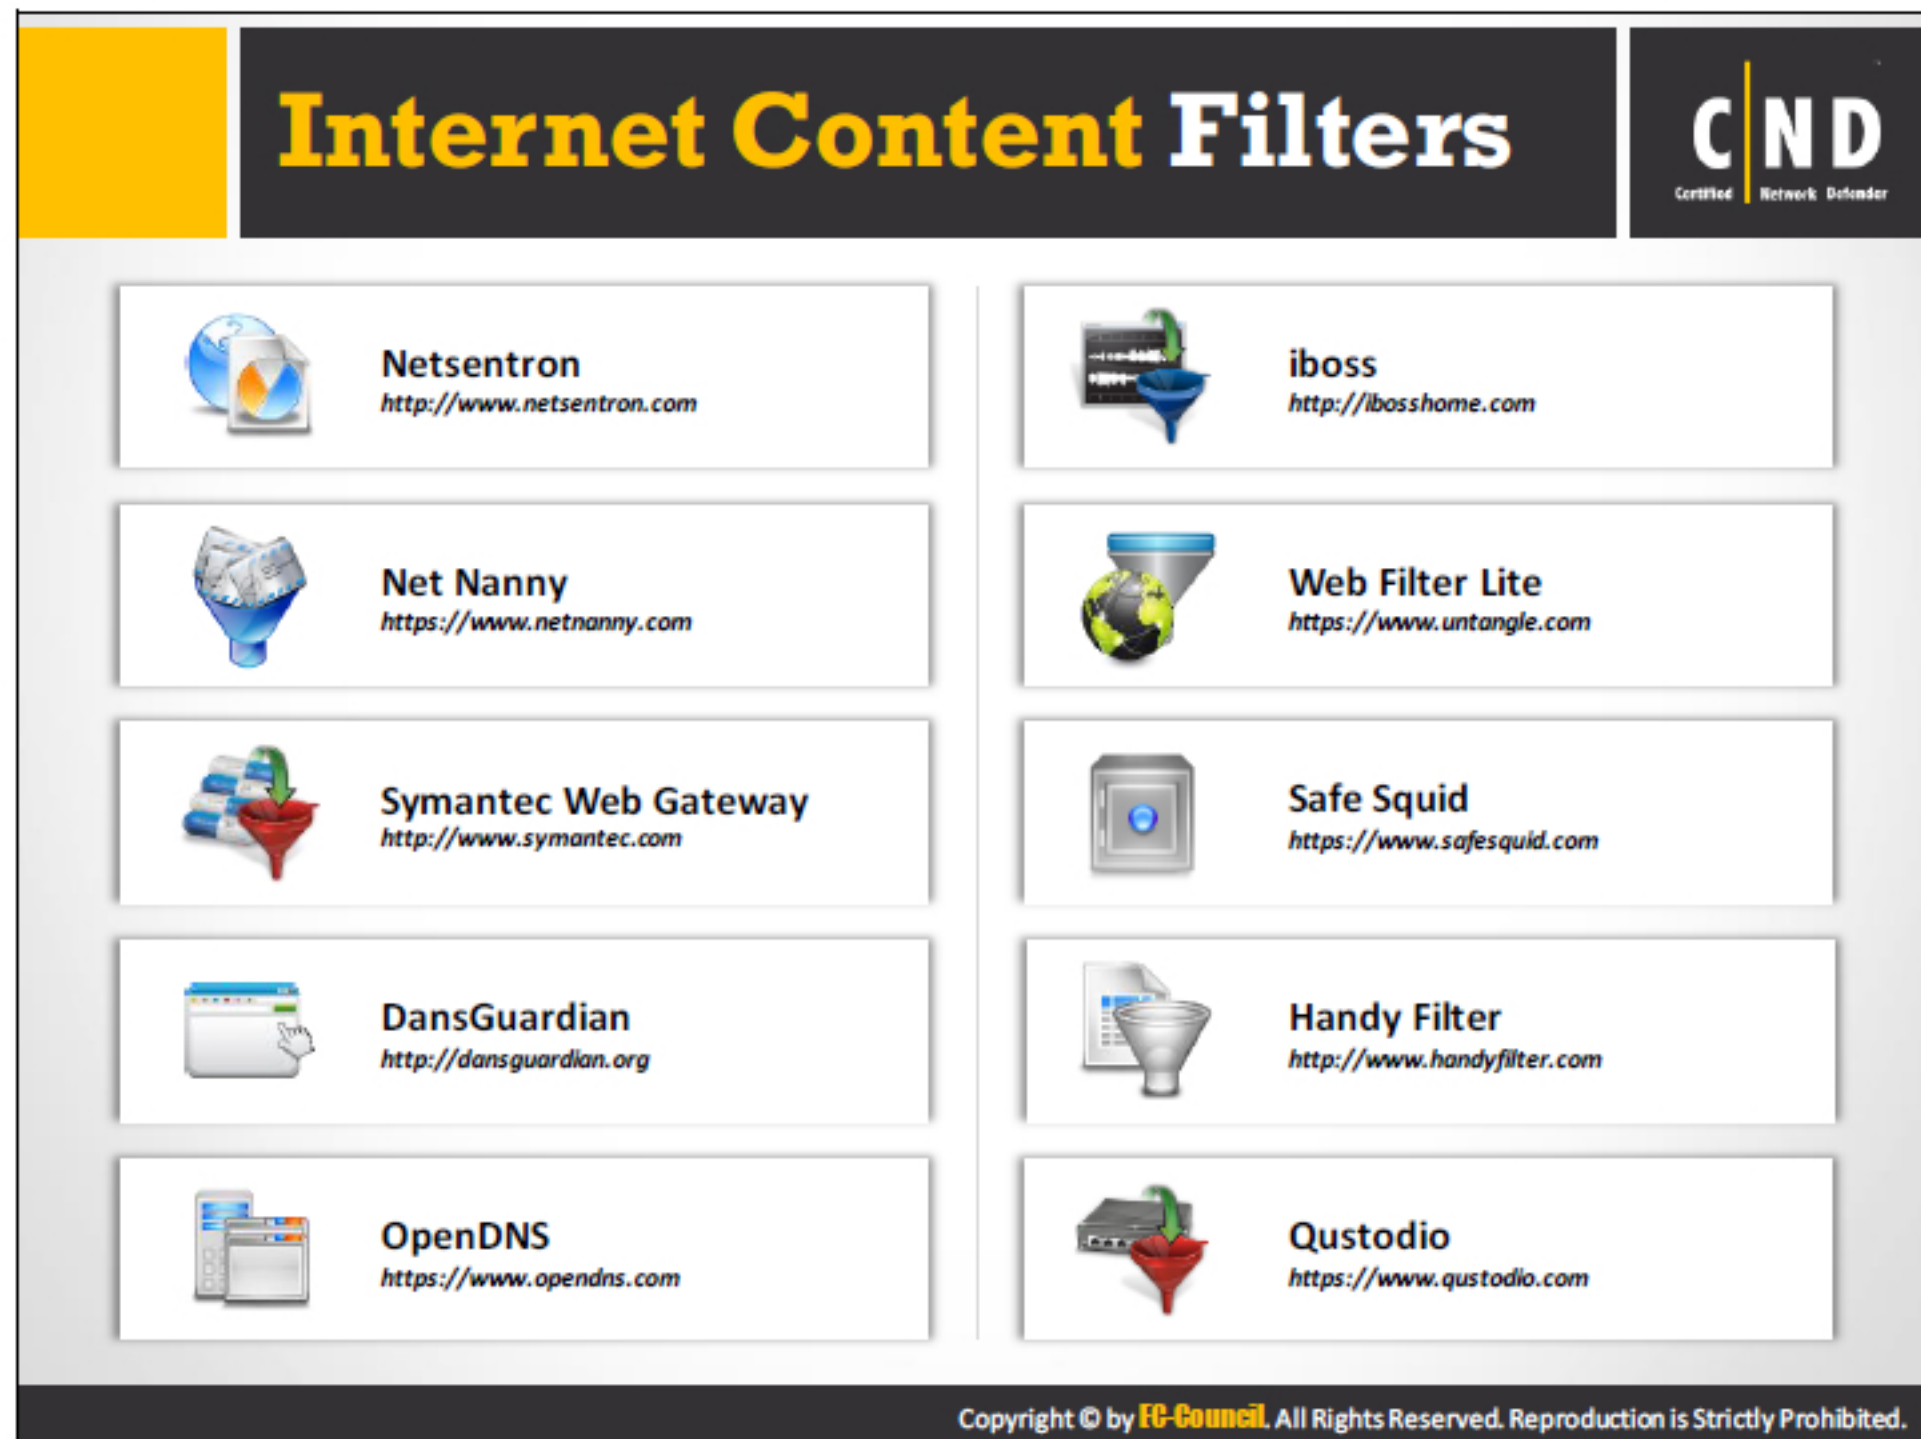 Internet Content Filters
C ND
Certified Network Defender
Netsentron
http://www.netsentron.com
Net Nanny
https://www.netnanny.com
Symantec Web Gateway
http://www.symantec.com
DansGuardian
http://dansguardian.org
OpenDNS
https://www.opendns.com
iboss
http://ibosshome.com
Web Filter Lite
https://www.untangle.com
Safe Squid
https://www.safesquid.com
Handy Filter
http://www.handyfilter.com
Qustodio
https://www.qustodio.com
Copyright © by EC-Council. All Rights Reserved. Reproduction is Strictly Prohibited.